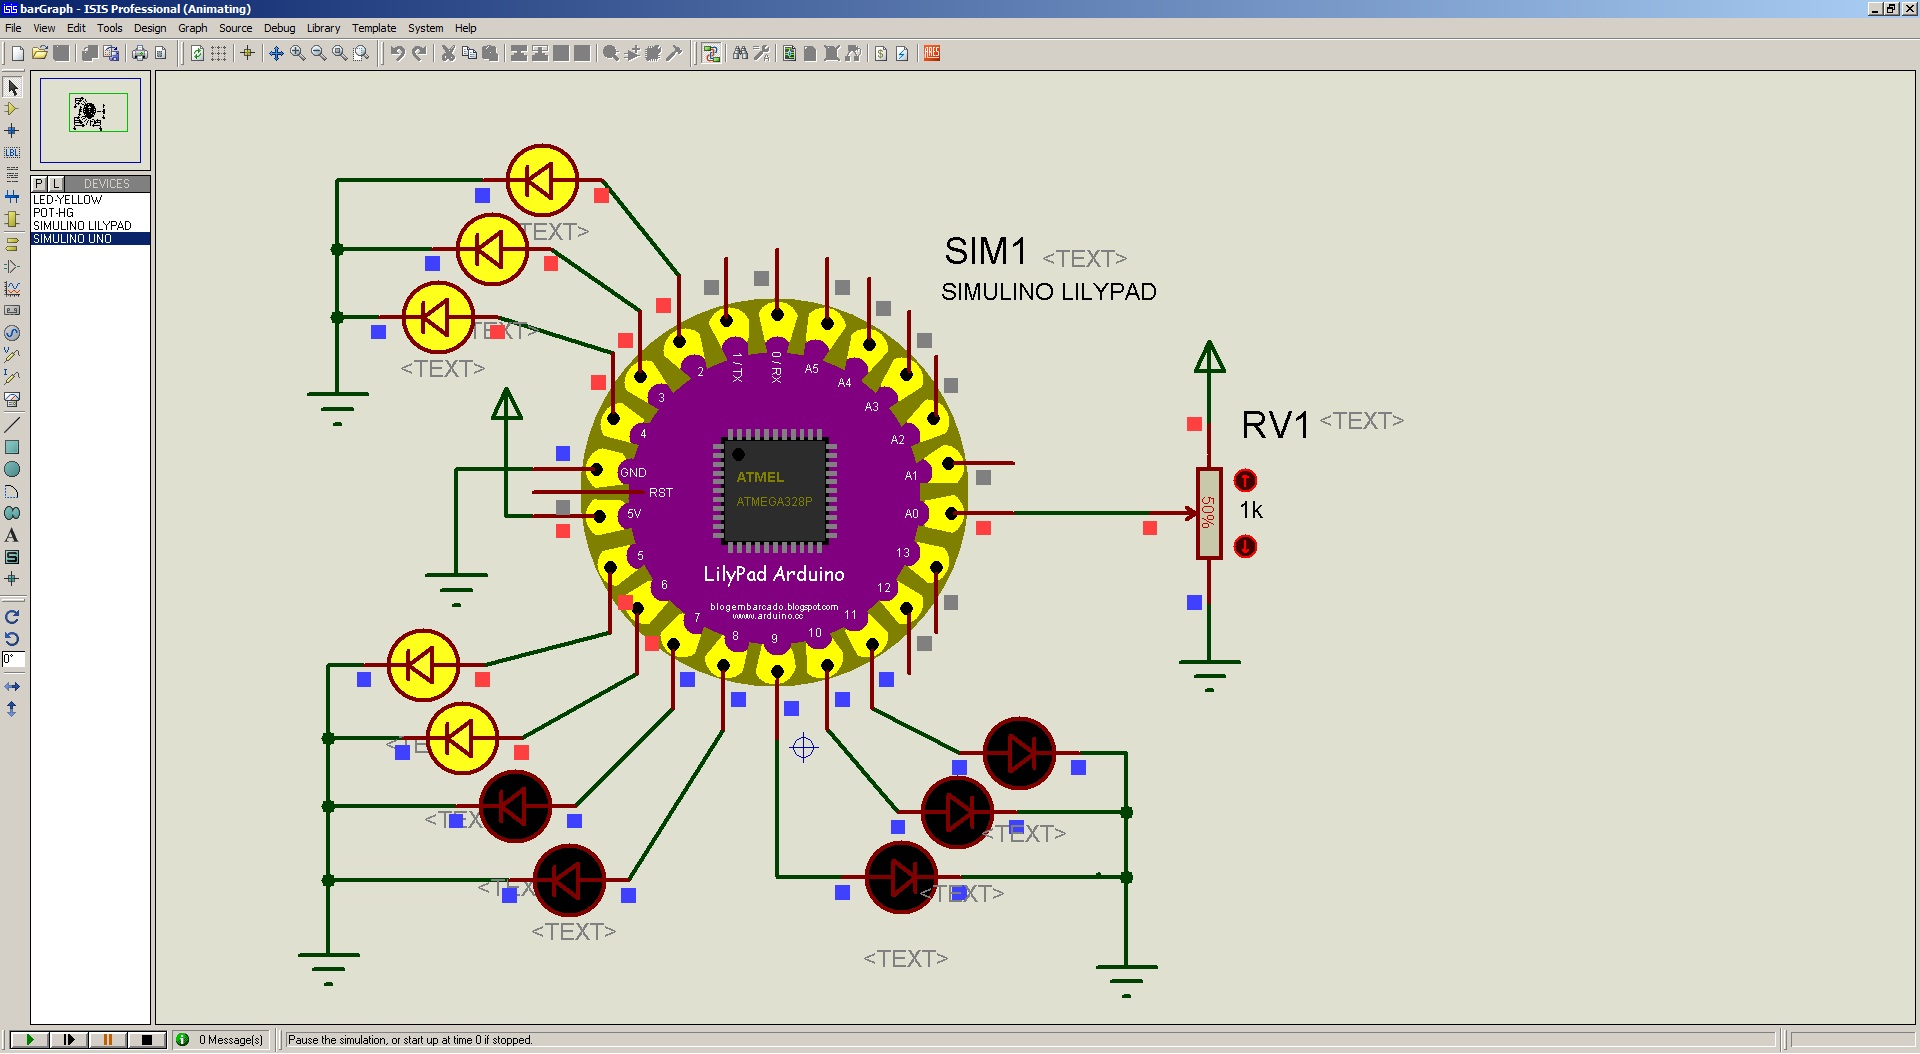 barGraph - ISIS Professional (Animating)
File View Edit Tools Design Graph Source Debug Library Template System Help
LBL
ARES
P L DEVICES
LED-YELLOW
POT-HG
SIMULINO LILYPAD
SIMULINO UNO
A
S
0°
<TEXT>
<TEXT>
<TEXT>
SIM1 <TEXT>
SIMULINO LILYPAD
1 / TX
0 / RX
A5
A4
A3
A2
A1
A0
2
3
4
GND
RST
5V
5
6
7
8
9
10
11
12
13
ATMEL
ATMEGA328P
LilyPad Arduino
blogembarcado.blogspot.com
www.arduino.cc
RV1 <TEXT>
50%
1k
<TE
<TEX
<TEX
<TEXT>
<TEXT>
<TEXT>
<TEXT>
0 Message(s)
Pause the simulation, or start up at time 0 if stopped.